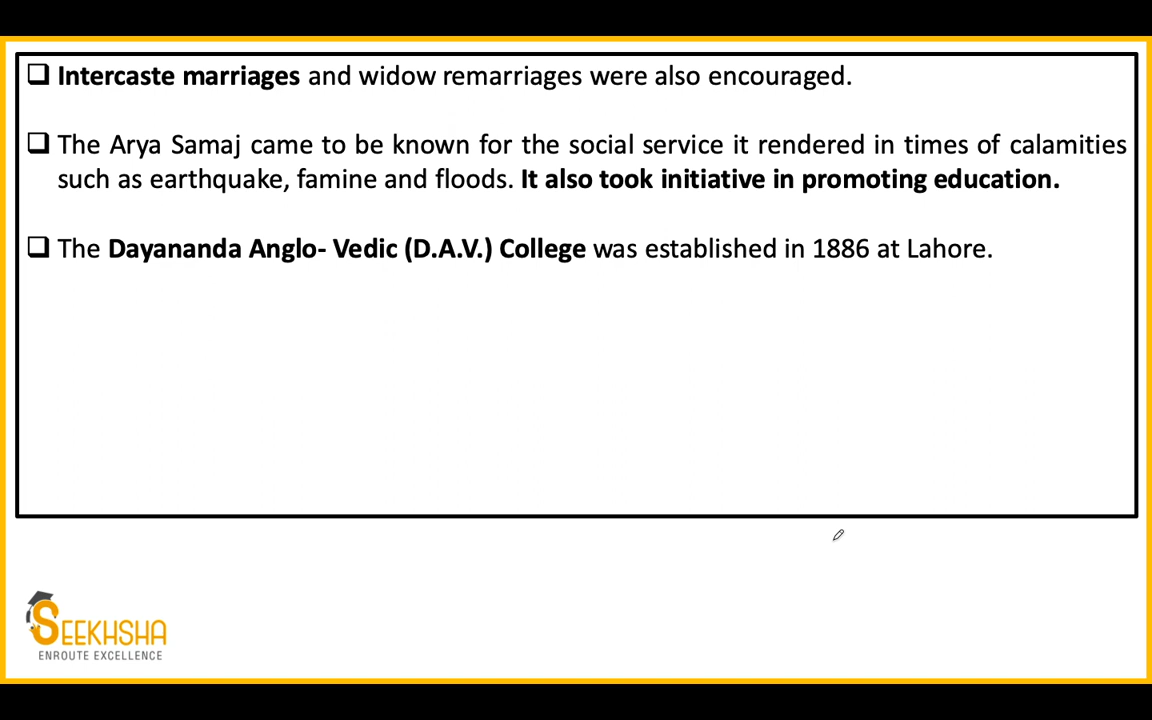 ❑ Intercaste marriages and widow remarriages were also encouraged.
❑ The Arya Samaj came to be known for the social service it rendered in times of calamities
such as earthquake, famine and floods. It also took initiative in promoting education.
❑ The Dayananda Anglo- Vedic (D.A.V.) College was established in 1886 at Lahore.
SEEKHSHA
ENROUTE EXCELLENCE